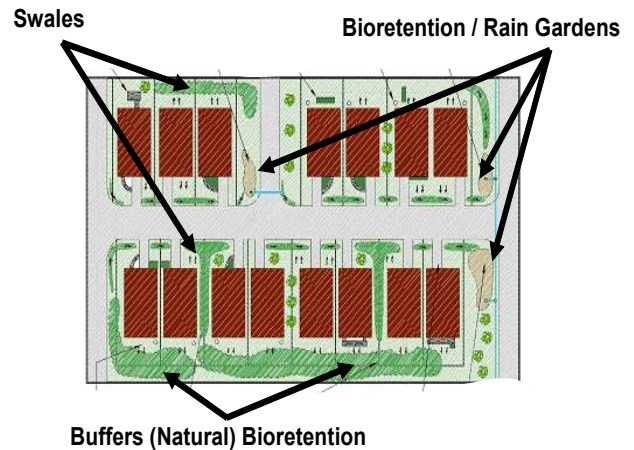 Swales
Bioretention / Rain Gardens
Buffers (Natural) Bioretention